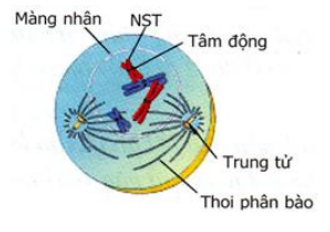 Màng nhân
NST
Tâm động
Trung tử
Thoi phân bào